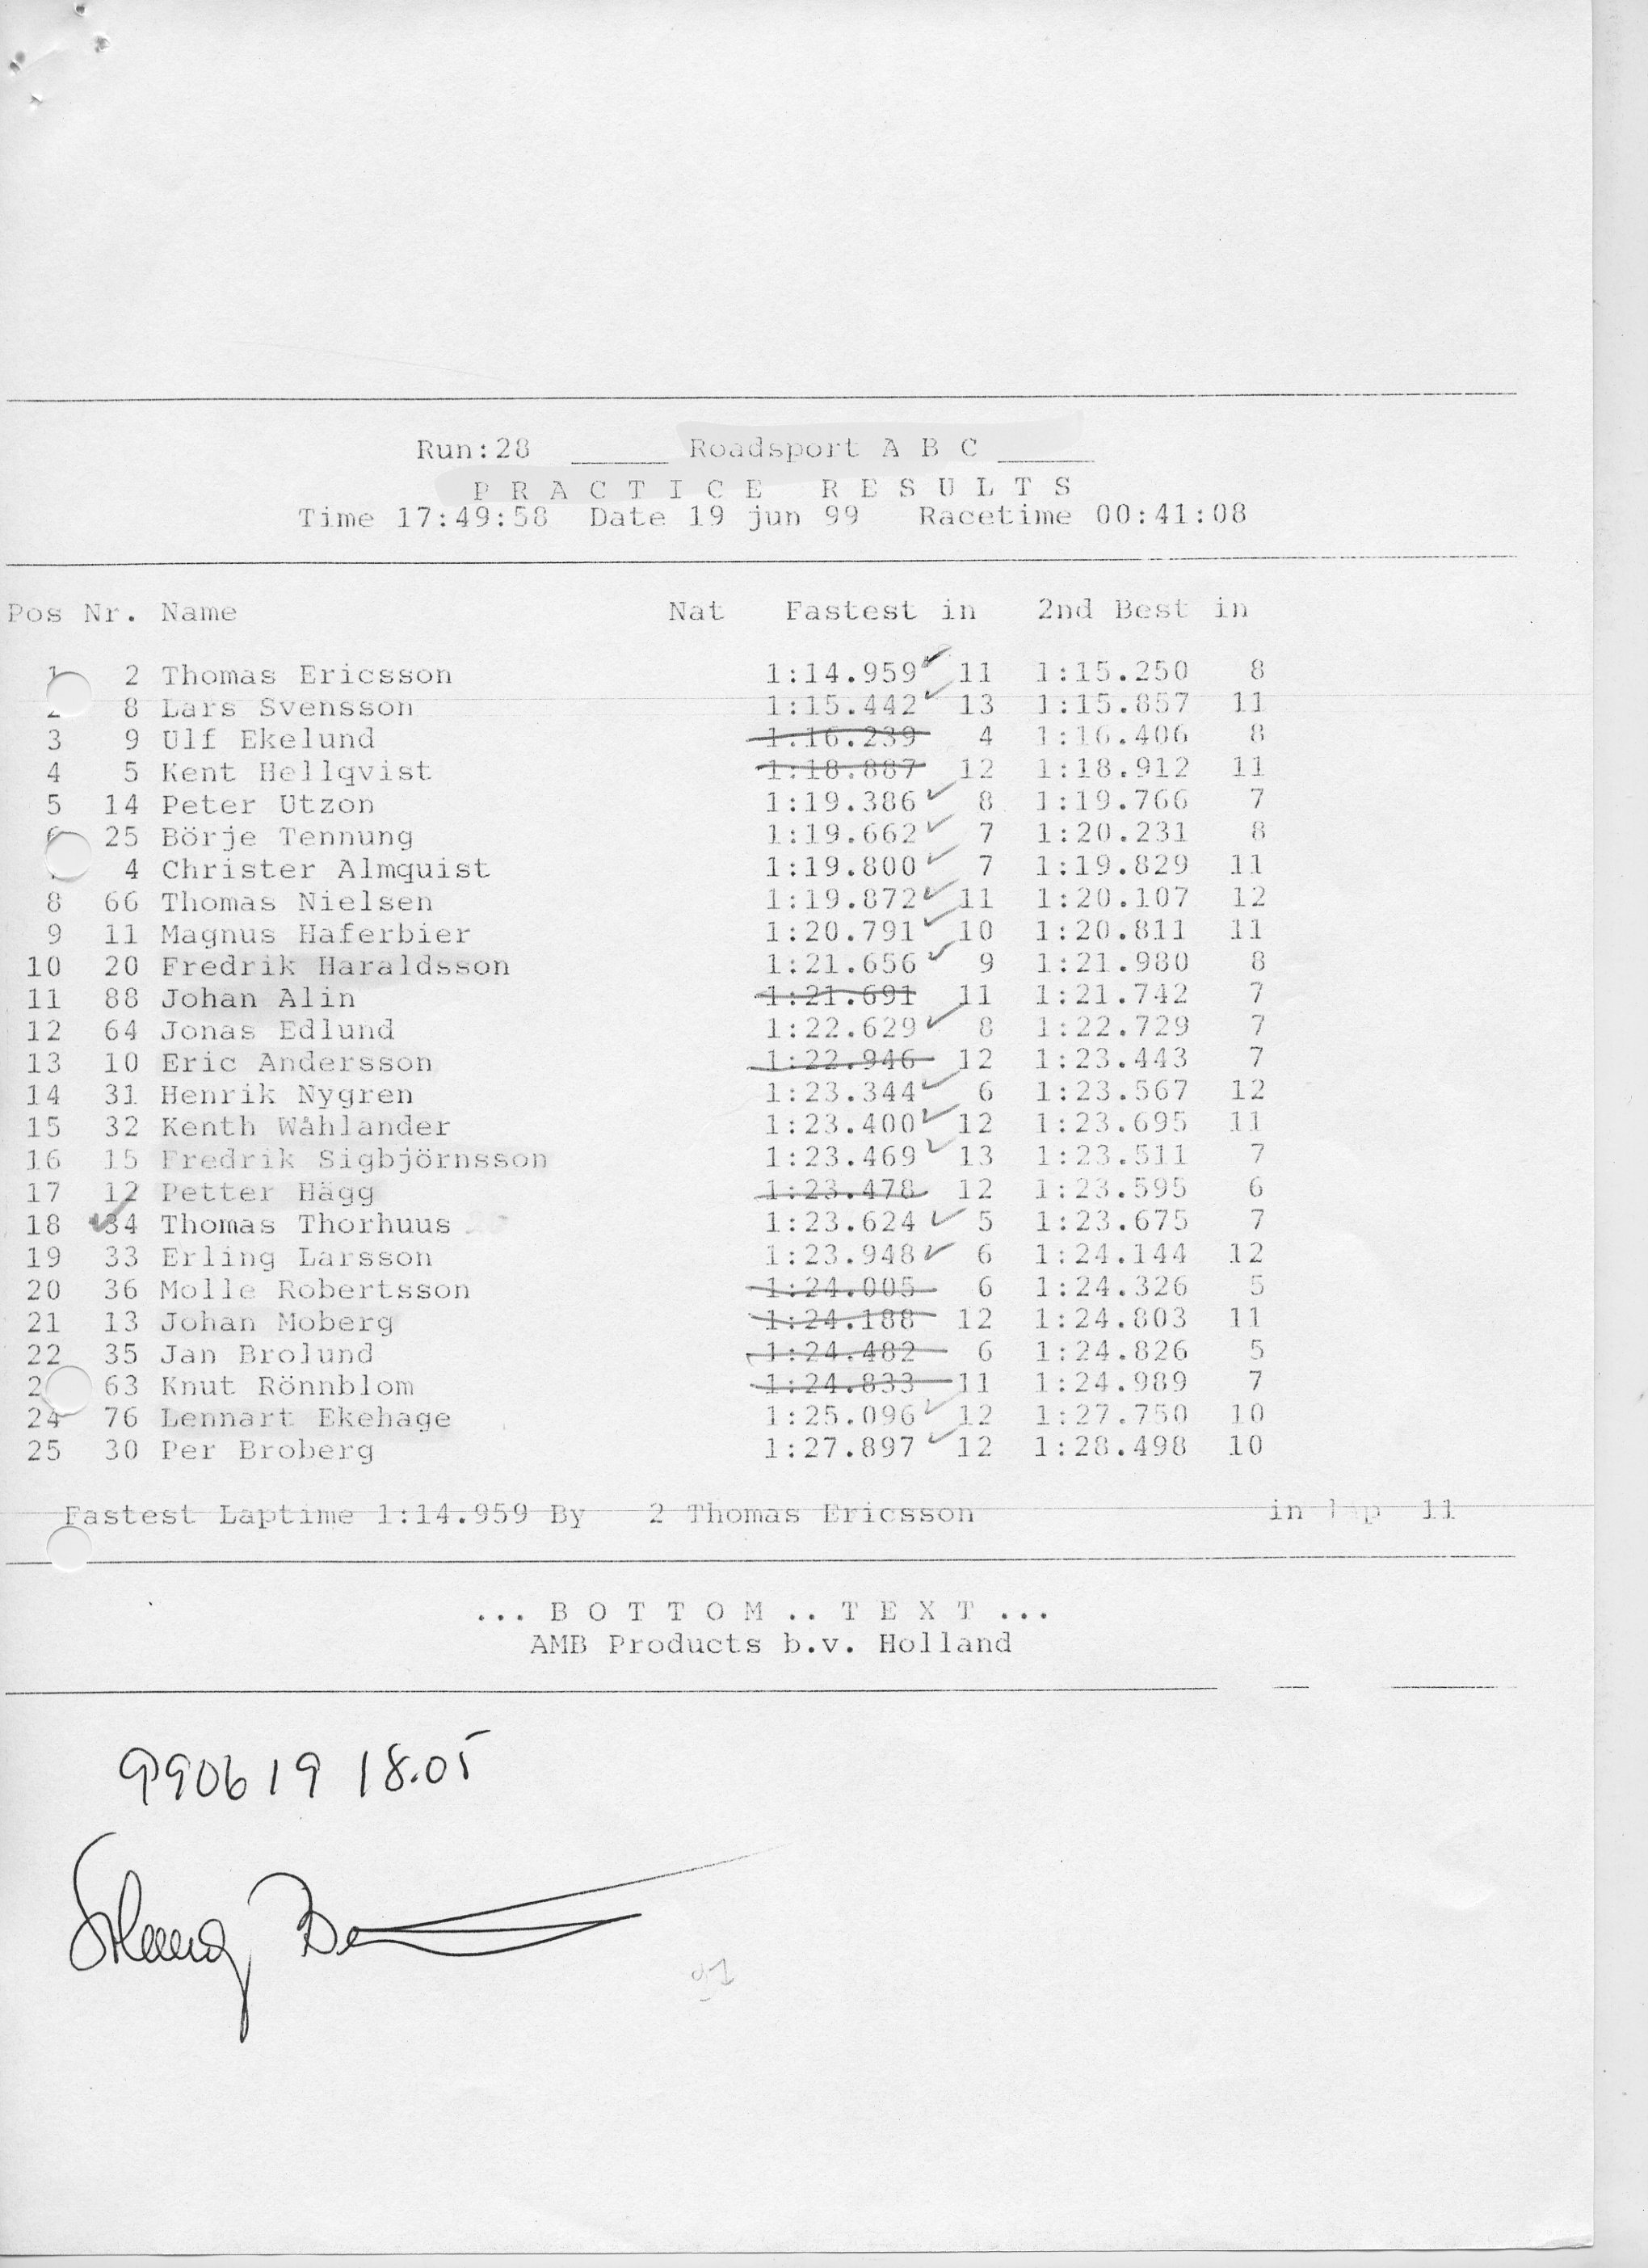 Run:28 _____ Roadsport A B C _____
P R A C T I C E R E S U L T S
Time 17:49:58 Date 19 jun 99 Racetime 00:41:08
Pos Nr. Name Nat Fastest in 2nd Best in
1 2 Thomas Ericsson 1:14.959 11 1:15.250 8
2 8 Lars Svensson 1:15.442 13 1:15.857 11
3 9 Ulf Ekelund 1:16.239 4 1:16.406 8
4 5 Kent Hellqvist 1:18.887 12 1:18.912 11
5 14 Peter Utzon 1:19.386 8 1:19.766 7
25 Börje Tennung 1:19.662 7 1:20.231 8
4 Christer Almquist 1:19.800 7 1:19.829 11
8 66 Thomas Nielsen 1:19.872 11 1:20.107 12
9 11 Magnus Haferbier 1:20.791 10 1:20.811 11
10 20 Fredrik Haraldsson 1:21.656 9 1:21.980 8
11 88 Johan Alin 1:21.691 11 1:21.742 7
12 64 Jonas Edlund 1:22.629 8 1:22.729 7
13 10 Eric Andersson 1:22.946 12 1:23.443 7
14 31 Henrik Nygren 1:23.344 6 1:23.567 12
15 32 Kenth Wåhlander 1:23.400 12 1:23.695 11
16 15 Fredrik Sigbjörnsson 1:23.469 13 1:23.511 7
17 12 Petter Hägg 1:23.478 12 1:23.595 6
18 34 Thomas Thorhuus 1:23.624 5 1:23.675 7
19 33 Erling Larsson 1:23.948 6 1:24.144 12
20 36 Molle Robertsson 1:24.005 6 1:24.326 5
21 13 Johan Moberg 1:24.188 12 1:24.803 11
22 35 Jan Brolund 1:24.482 6 1:24.826 5
2 63 Knut Rönnblom 1:24.833 11 1:24.989 7
24 76 Lennart Ekehage 1:25.096 12 1:27.750 10
25 30 Per Broberg 1:27.897 12 1:28.498 10
Fastest Laptime 1:14.959 By 2 Thomas Ericsson in lap 11
... B O T T O M .. T E X T ...
AMB Products b.v. Holland
990619 18.05